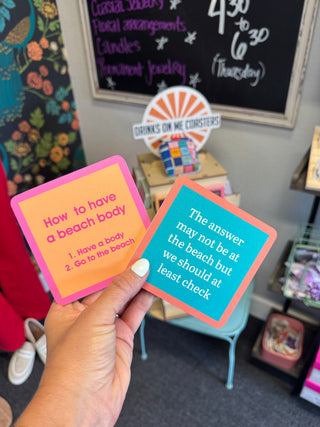 Coastal Jewelry
Floral arrangements
Candles
Permanent Jewelry
4:30
to
6:30
(Thursday)
DRINKS ON ME COASTERS
How to have
a beach body
1. Have a body
2. Go to the beach
The answer
may not be at
the beach but
we should at
least check